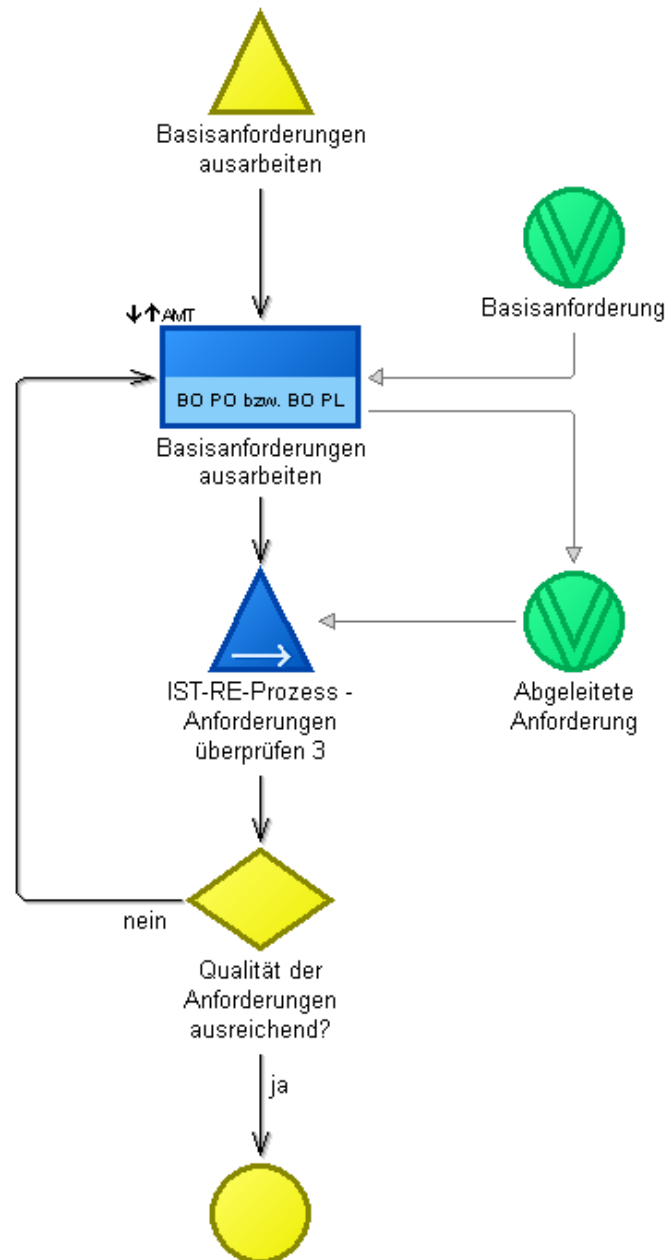 Basisanforderungen
ausarbeiten
Basisanforderung
AMT
BO PO bzw. BO PL
Basisanforderungen
ausarbeiten
IST-RE-Prozess -
Anforderungen
überprüfen 3
Abgeleitete
Anforderung
nein
Qualität der
Anforderungen
ausreichend?
ja